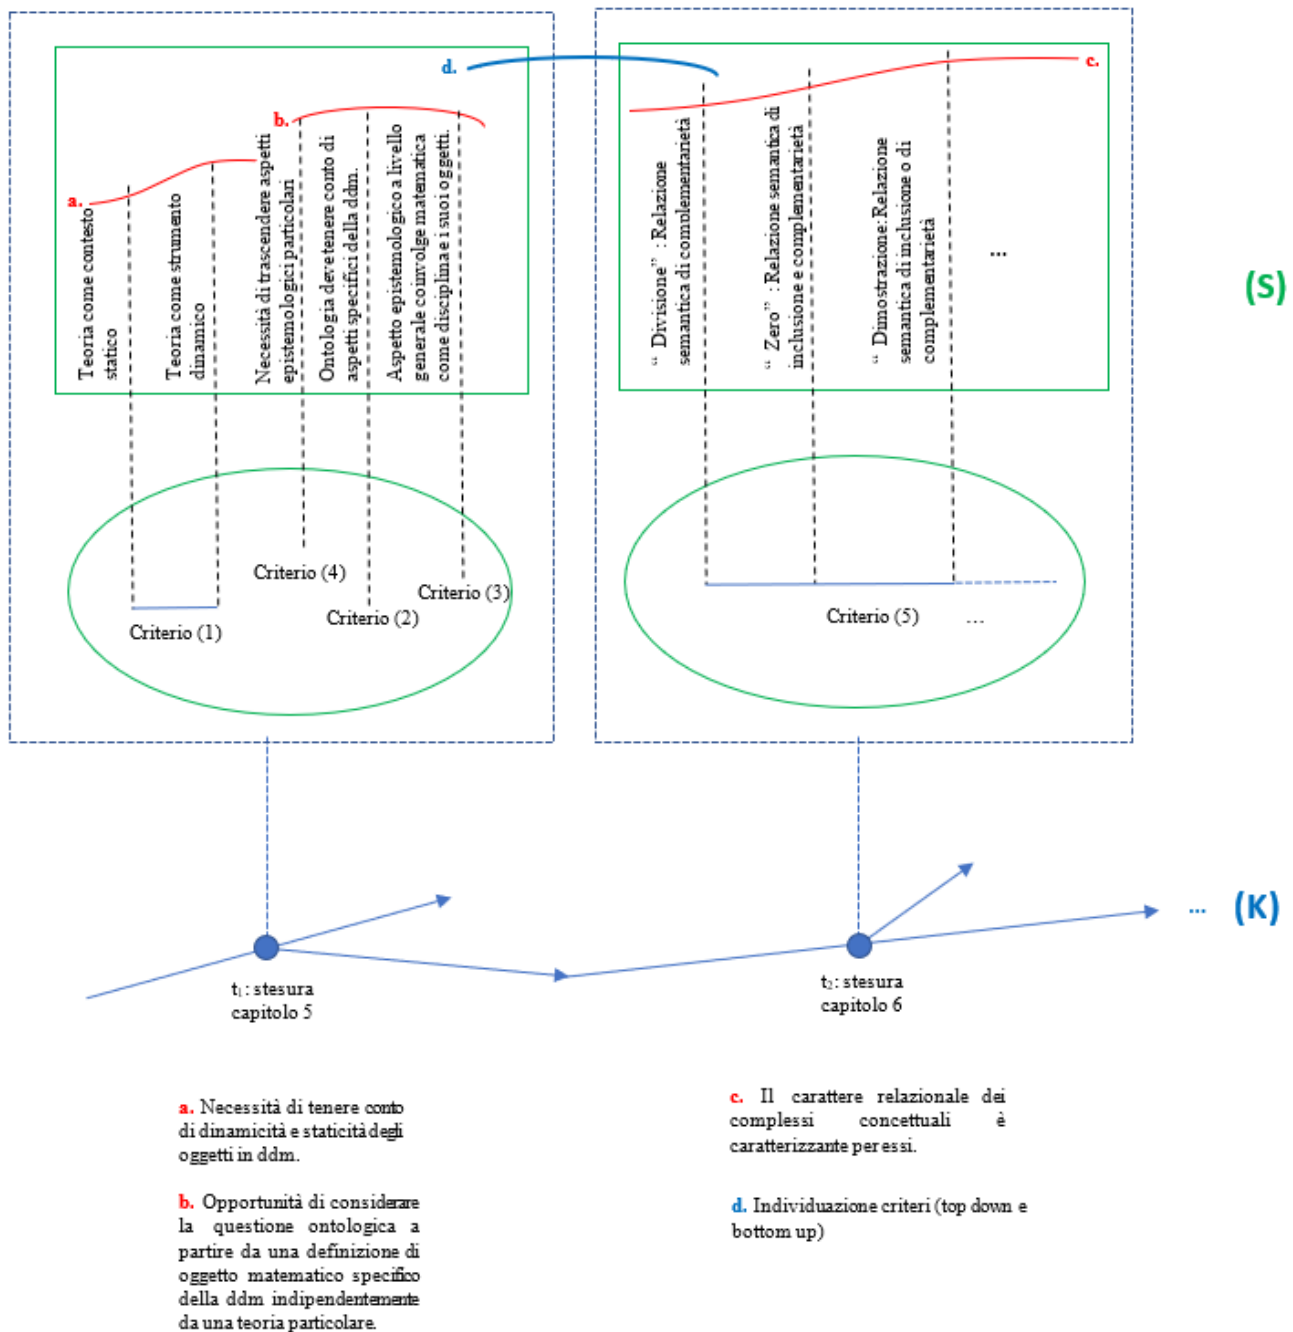 d.
c.
b.
a.
Teoria come contesto
statico
Teoria come strumento
dinamico
Necessità di trascendere aspetti
epistemologici particolari
Ontologia deve tenere conto di
aspetti specifici della ddm.
Aspetto epistemologico a livello
generale coinvolge matematica
come disciplina e i suoi oggetti.
“ Divisione” : Relazione
semantica di complementarietà
“ Zero” : Relazione semantica di
inclusione e complementarietà
“ Dimostrazione: Relazione
semantica di inclusione o di
complementarietà
...
(S)
Criterio (4)
Criterio (3)
Criterio (2)
Criterio (1)
Criterio (5)
...
... (K)
t₁: stesura
capitolo 5
t₂: stesura
capitolo 6
a. Necessità di tenere conto
di dinamicità e staticità degli
oggetti in ddm.
b. Opportunità di considerare
la questione ontologica a
partire da una definizione di
oggetto matematico specifico
della ddm indipendentemente
da una teoria particolare.
c. Il carattere relazionale dei
complessi concettuali è
caratterizzante per essi.
d. Individuazione criteri (top down e
bottom up)